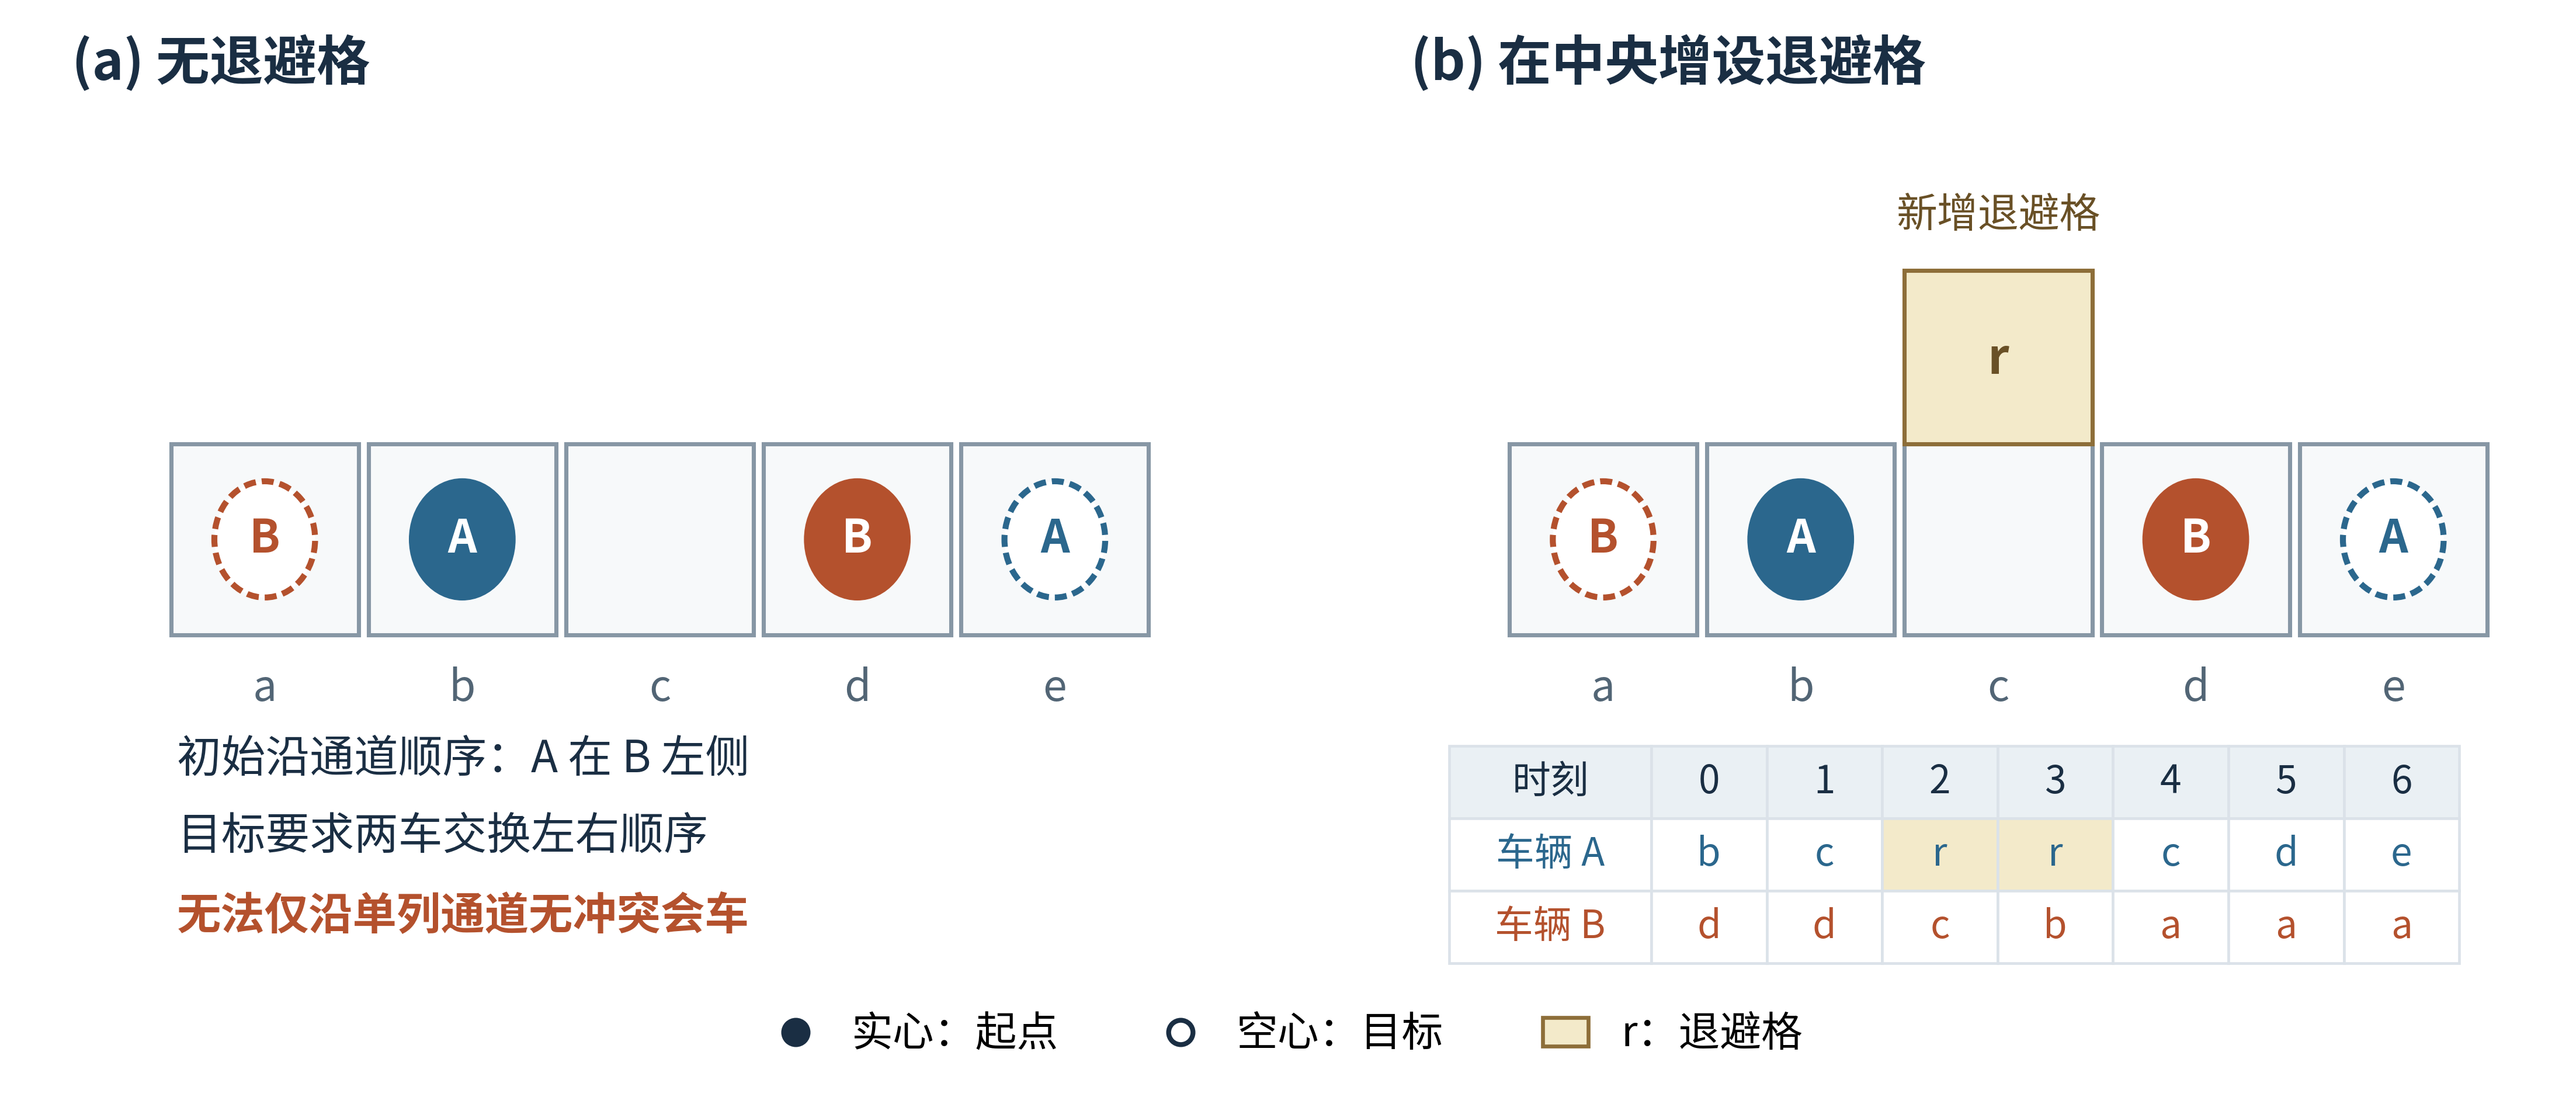 (a) 无退避格
B A B A
a b c d e
初始沿通道顺序：A 在 B 左侧
目标要求两车交换左右顺序
无法仅沿单列通道无冲突会车
(b) 在中央增设退避格
新增退避格
r
B A B A
a b c d e
时刻 0 1 2 3 4 5 6
车辆 A b c r r c d e
车辆 B d d c b a a a
实心：起点 空心：目标 r：退避格